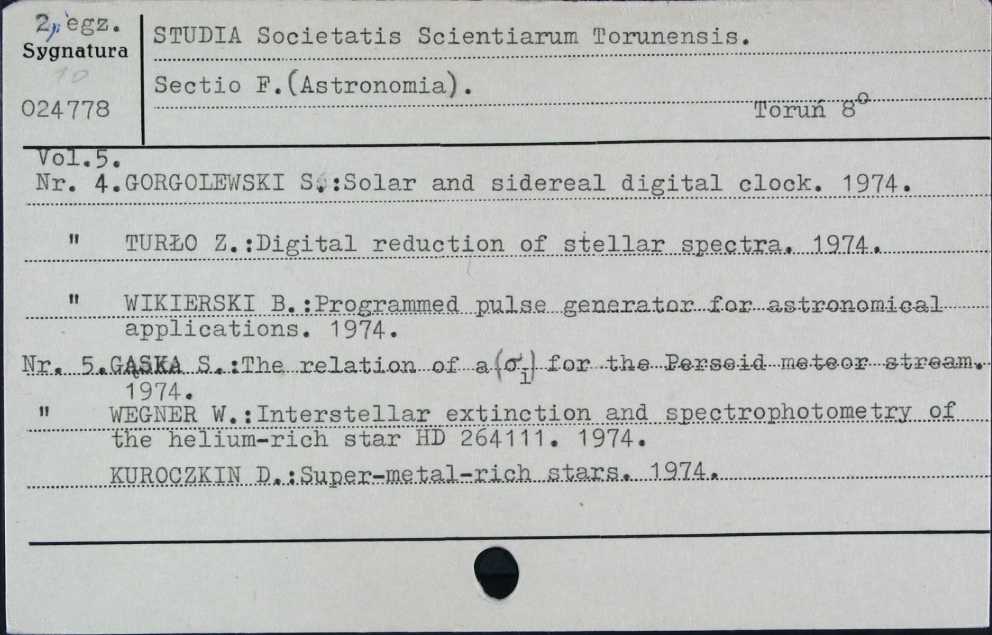 2 egz.
Sygnatura
10
024778
STUDIA Societatis Scientiarum Torunensis.
Sectio F.(Astronomia).
Toruń 8°
Vol.5.
Nr. 4.GORGOLEWSKI S.:Solar and sidereal digital clock. 1974.
" TURŁO Z.:Digital reduction of stellar spectra. 1974.
" WIKIERSKI B.:Programmed pulse generator for astronomical
applications. 1974.
Nr. 5.GĄSKA S.:The relation of a(σ1) for the Perseid meteor stream.
1974.
" WEGNER W.:Interstellar extinction and spectrophotometry of
the helium-rich star HD 264111. 1974.
KUROCZKIN D.:Super-metal-rich stars. 1974.